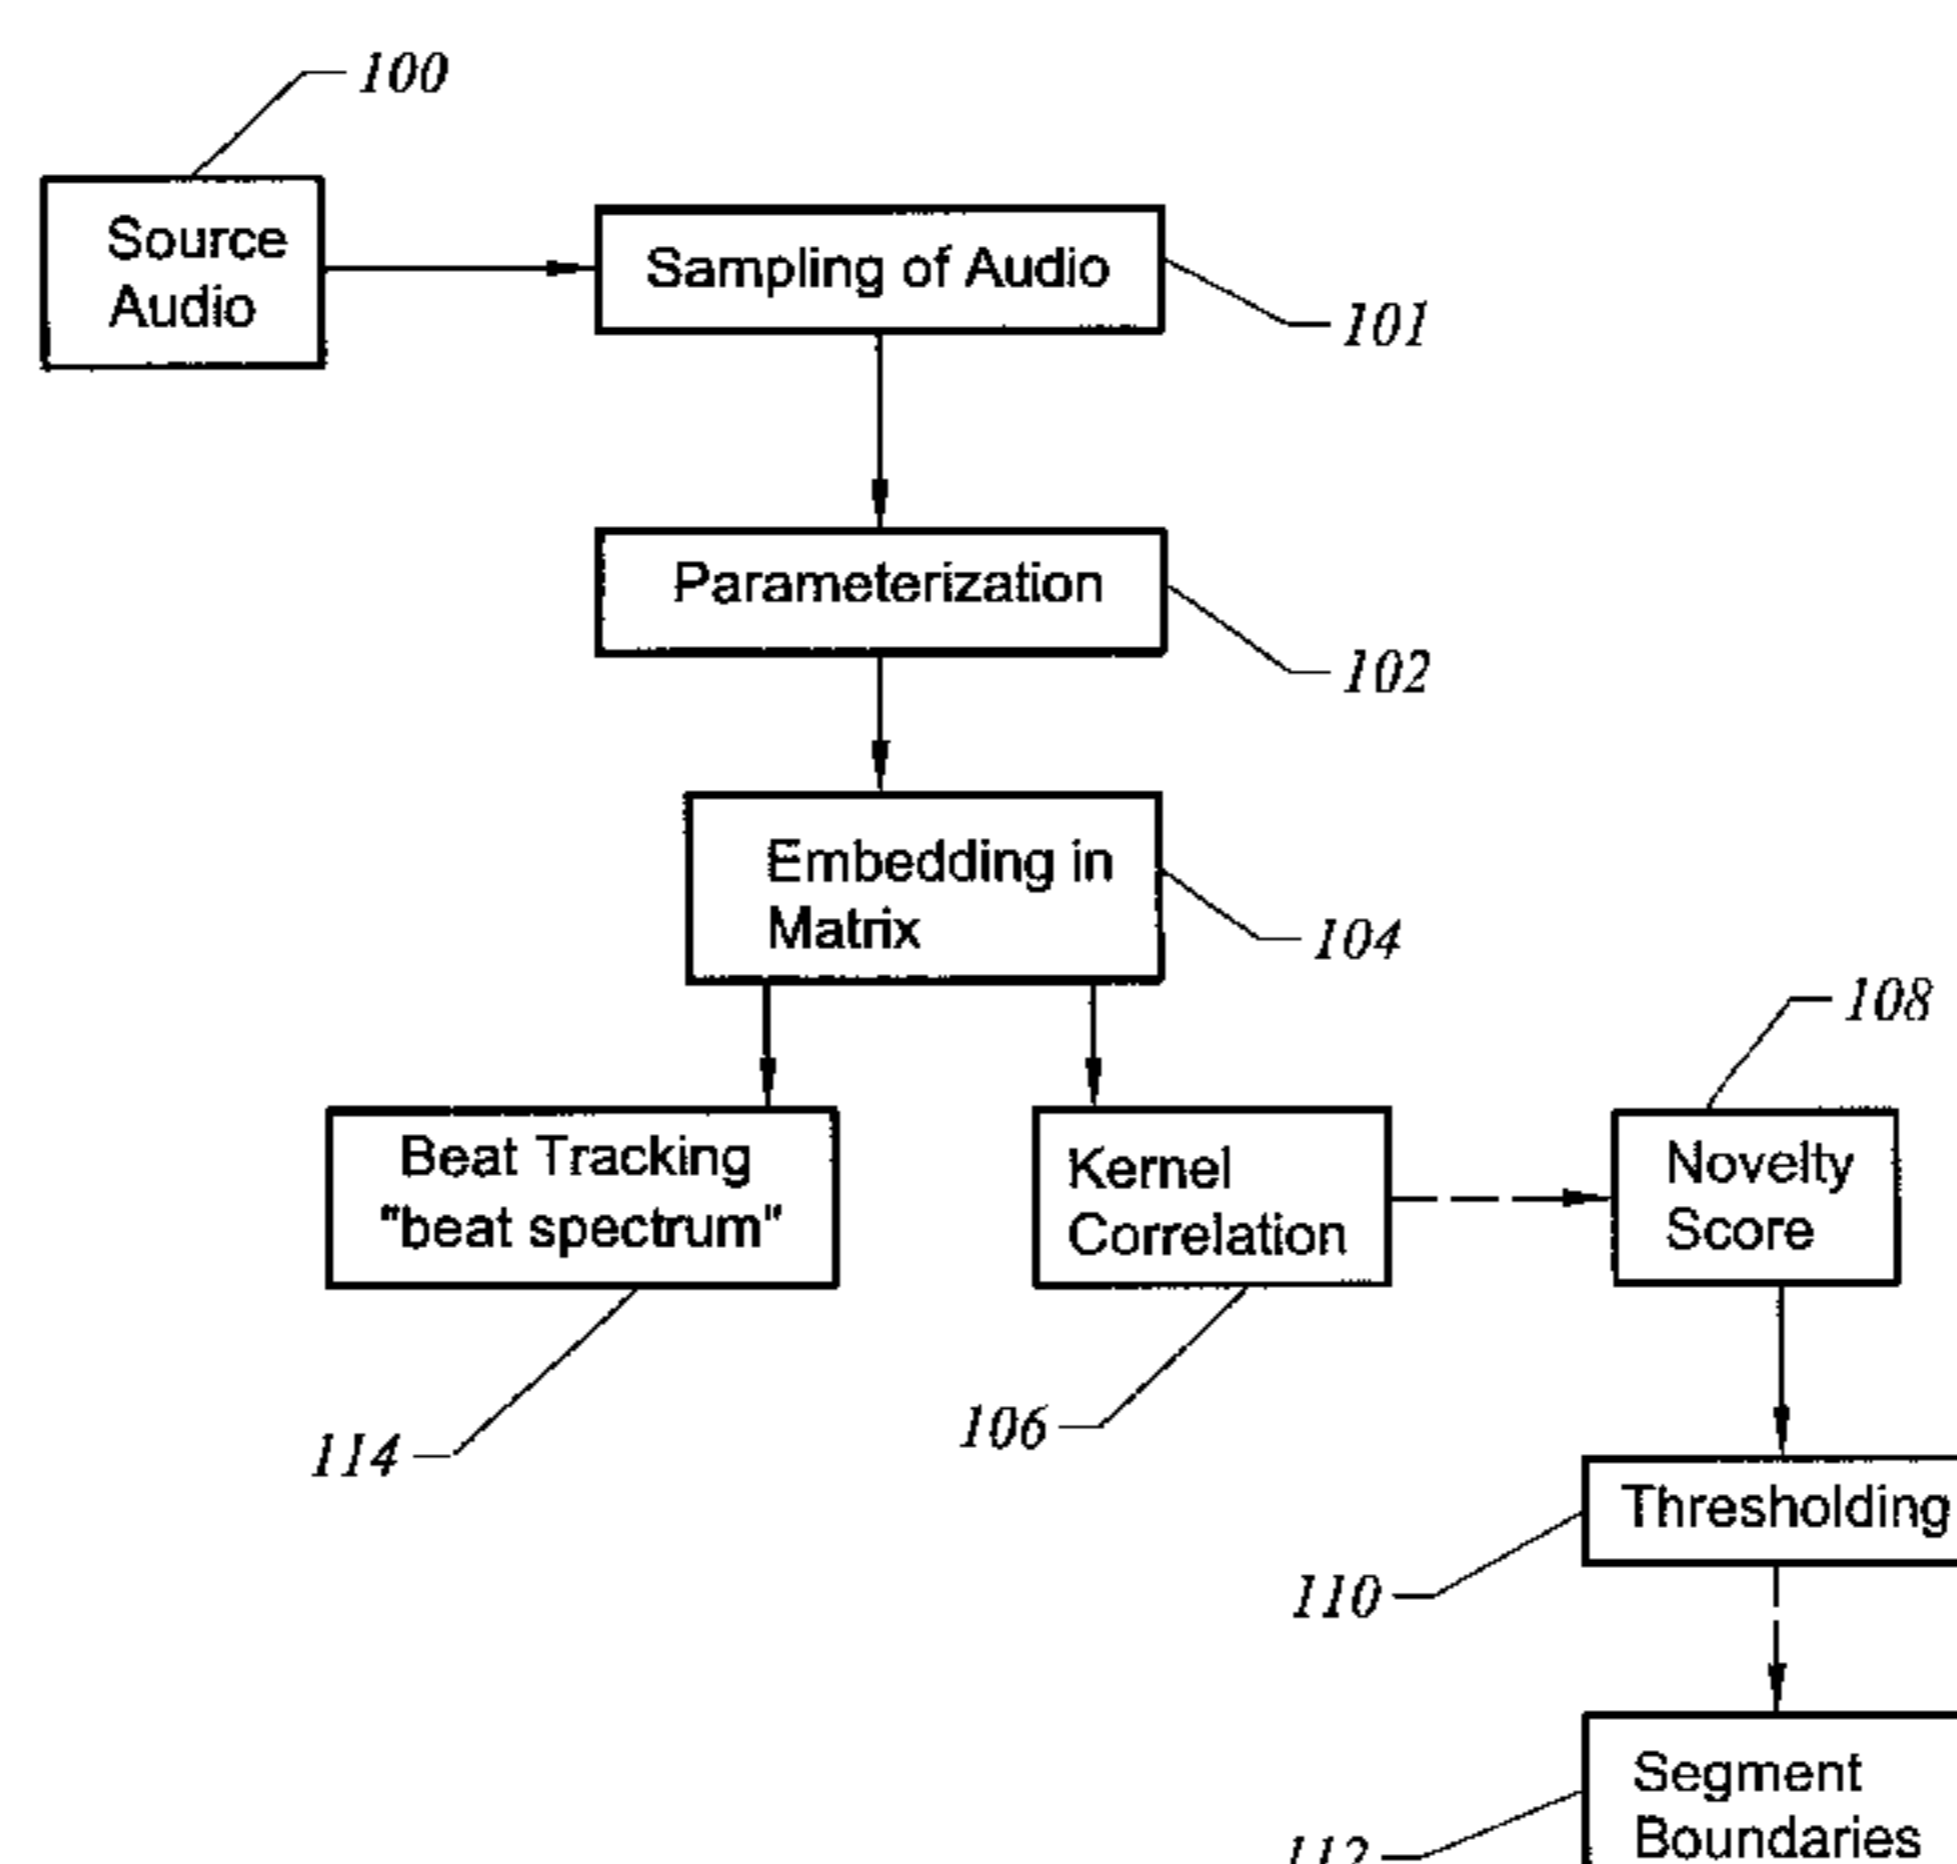 100
Source
Audio
Sampling of Audio
101
Parameterization
102
Embedding in
Matrix
104
108
Beat Tracking
"beat spectrum"
Kernel
Correlation
Novelty
Score
106
114
Thresholding
110
Segment
Boundaries
112